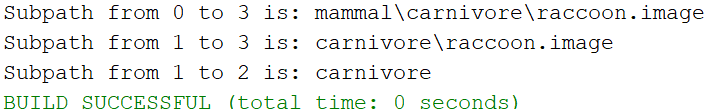 Subpath from 0 to 3 is: mammal\carnivore\raccoon.image
Subpath from 1 to 3 is: carnivore\raccoon.image
Subpath from 1 to 2 is: carnivore
BUILD SUCCESSFUL (total time: 0 seconds)